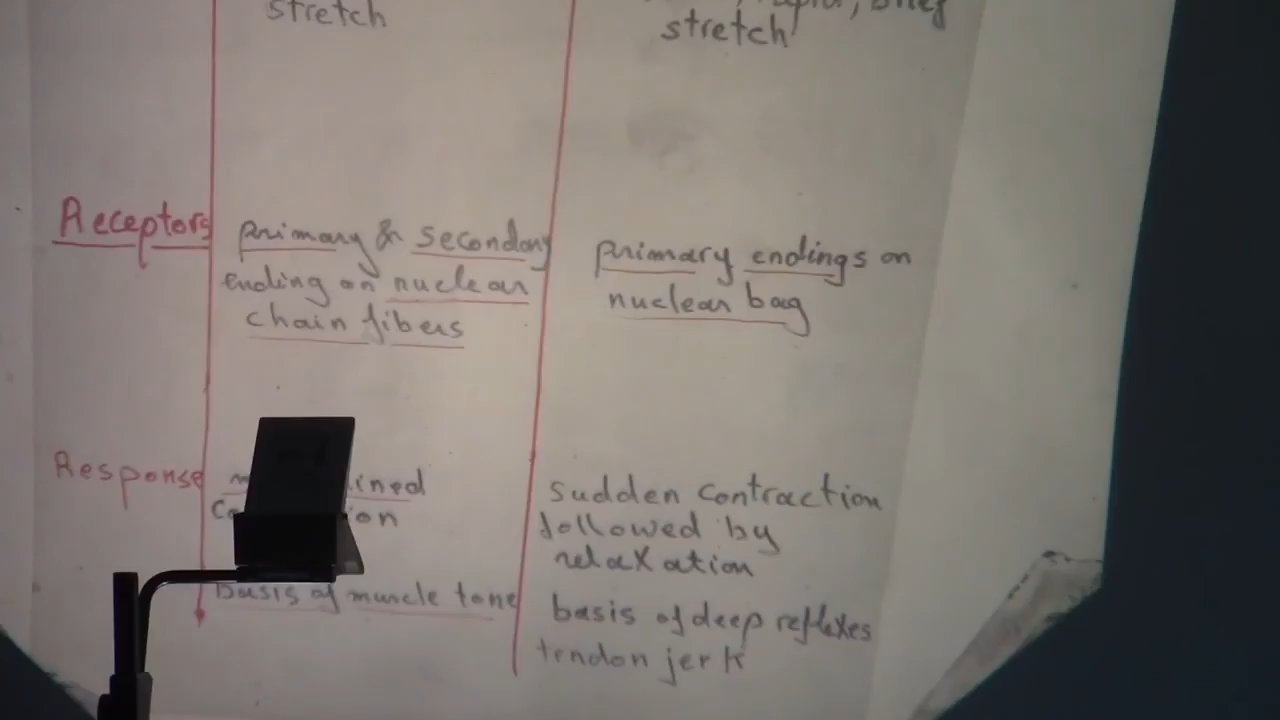 stretch
stretch
Receptors
primary & secondary
ending on nuclear
chain fibers
primary endings on
nuclear bag
Response
sudden contraction
followed by
relaxation
basis of muscle tone
basis of deep reflexes
tendon jerk